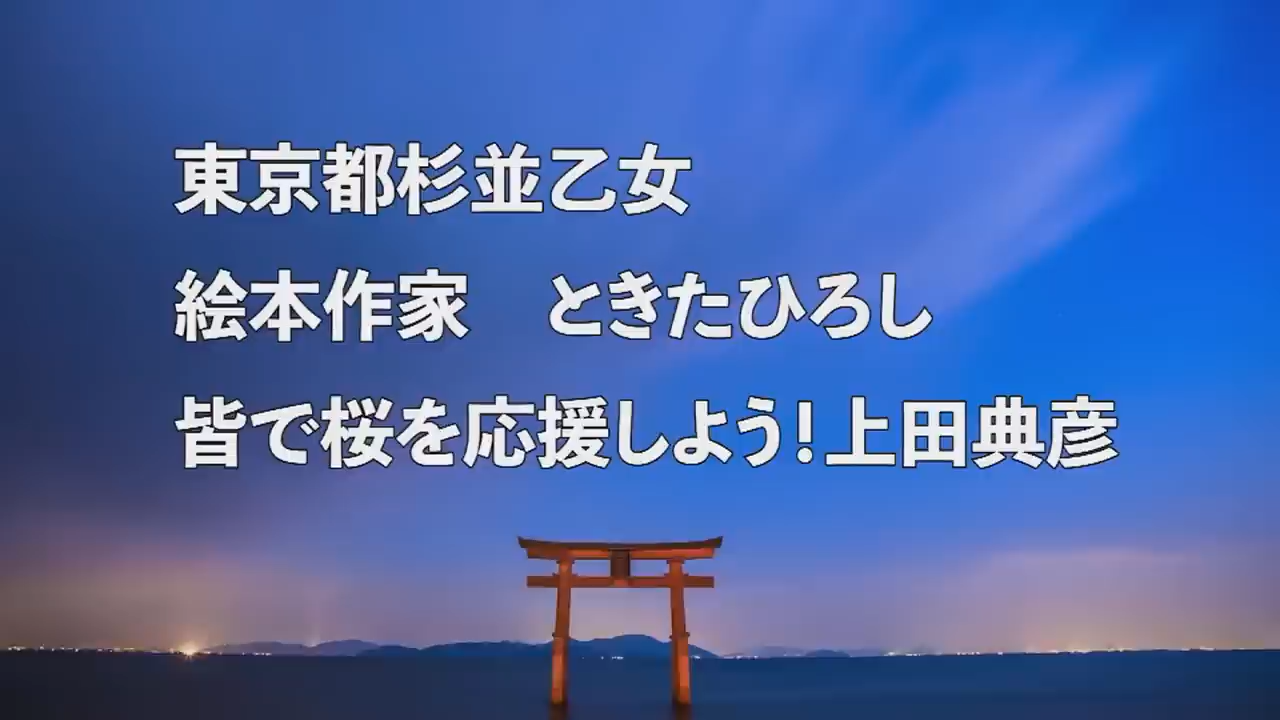 東京都杉並乙女
絵本作家　ときたひろし
皆で桜を応援しよう！上田典彦